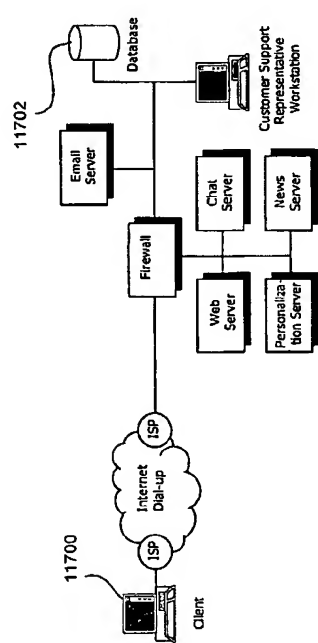 11700
Client
ISP
Internet
Dial-up
ISP
Firewall
Email
Server
11702
Database
Customer Support
Representative
Workstation
Web
Server
Chat
Server
Personaliza-
tion Server
News
Server